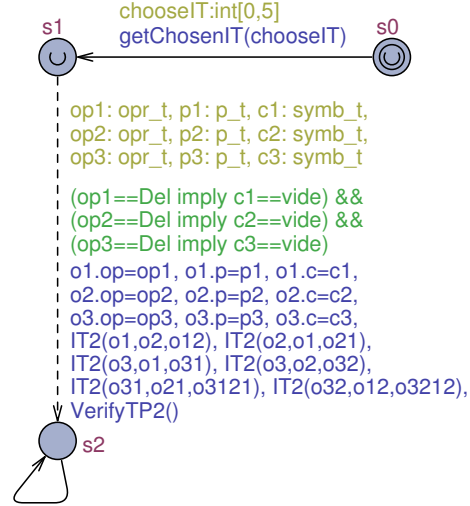 chooseIT:int[0,5]
s1
getChosenIT(chooseIT)
s0
op1: opr_t, p1: p_t, c1: symb_t,
op2: opr_t, p2: p_t, c2: symb_t,
op3: opr_t, p3: p_t, c3: symb_t
(op1==Del imply c1==vide) &&
(op2==Del imply c2==vide) &&
(op3==Del imply c3==vide)
o1.op=op1, o1.p=p1, o1.c=c1,
o2.op=op2, o2.p=p2, o2.c=c2,
o3.op=op3, o3.p=p3, o3.c=c3,
IT2(o1,o2,o12), IT2(o2,o1,o21),
IT2(o3,o1,o31), IT2(o3,o2,o32),
IT2(o31,o21,o3121), IT2(o32,o12,o3212),
VerifyTP2()
s2